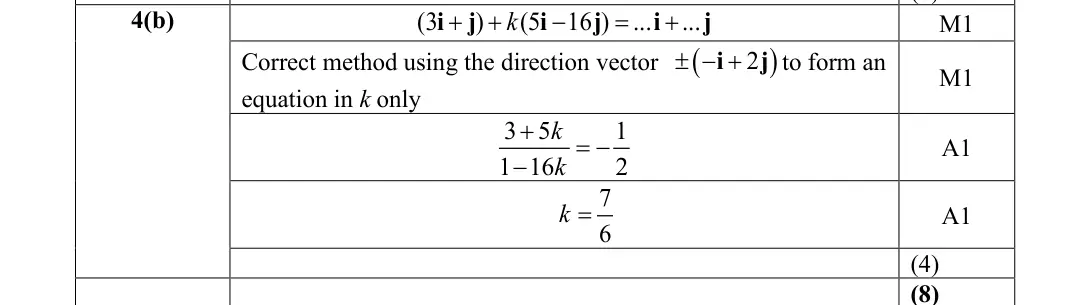 4(b)
(3i + j) + k(5i − 16j) = ...i + ...j
M1
Correct method using the direction vector ±(−i + 2j) to form an
equation in k only
M1
(3 + 5k)/(1 − 16k) = −1/2
A1
k = 7/6
A1
(4)
(8)